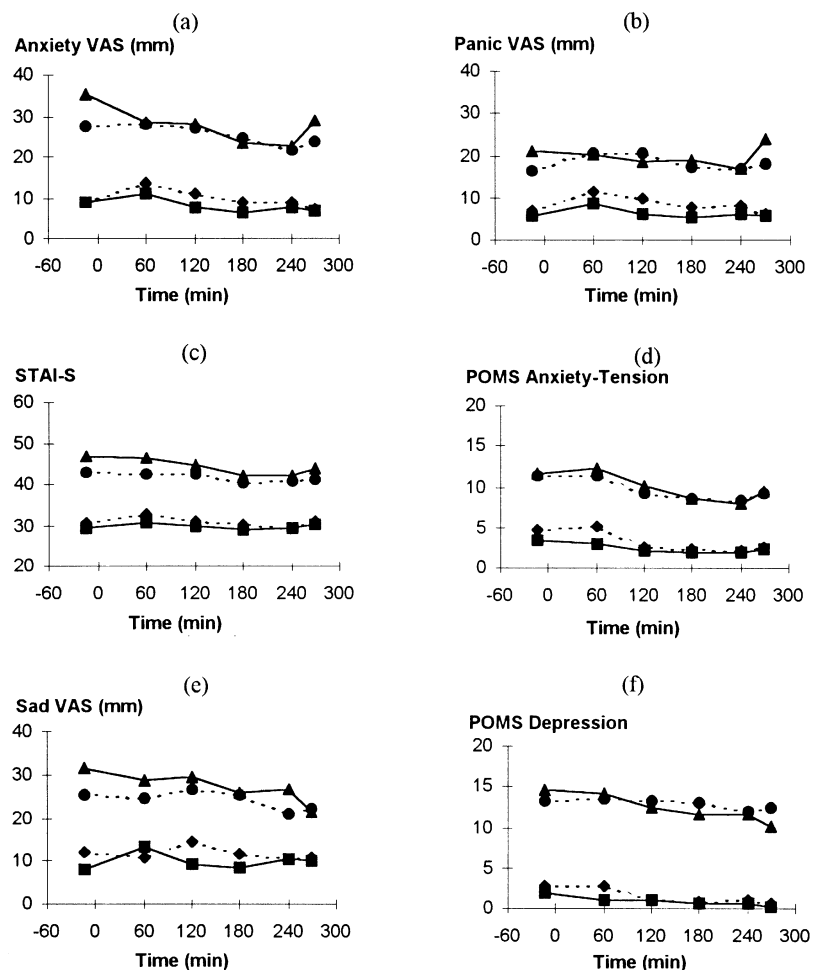 (a)
Anxiety VAS (mm)
40
30
20
10
0
-60 0 60 120 180 240 300
Time (min)
(b)
Panic VAS (mm)
40
30
20
10
0
-60 0 60 120 180 240 300
Time (min)
(c)
STAI-S
60
50
40
30
20
-60 0 60 120 180 240 300
Time (min)
(d)
POMS Anxiety-Tension
20
15
10
5
0
-60 0 60 120 180 240 300
Time (min)
(e)
Sad VAS (mm)
40
30
20
10
0
-60 0 60 120 180 240 300
Time (min)
(f)
POMS Depression
20
15
10
5
0
-60 0 60 120 180 240 300
Time (min)